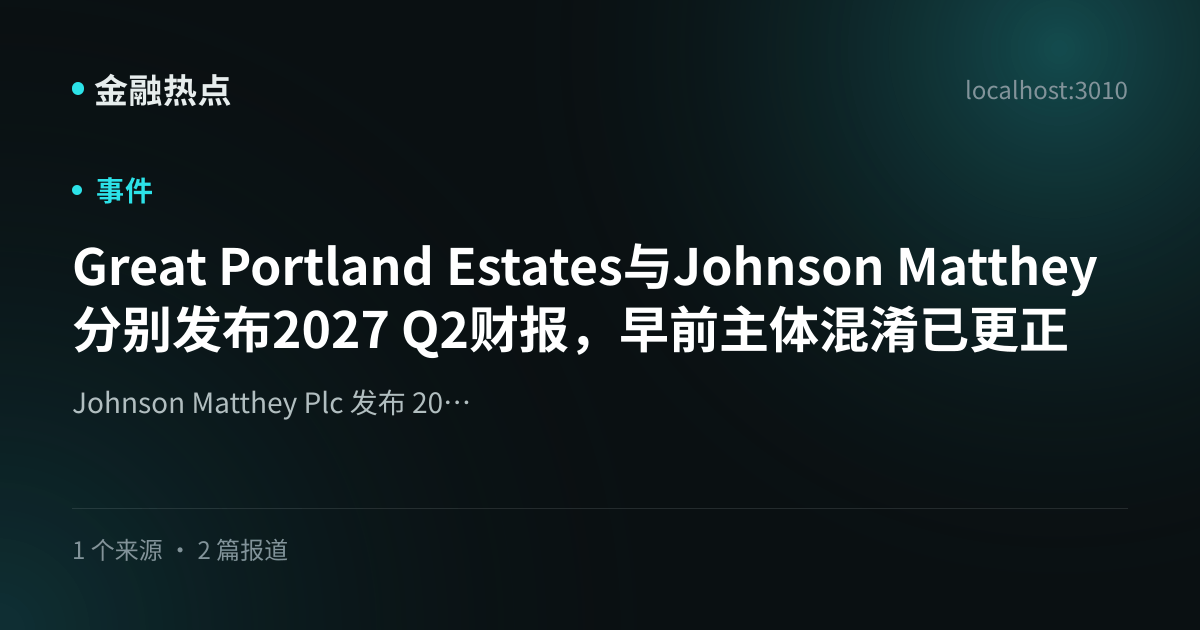 金融热点
localhost:3010
事件
Great Portland Estates与Johnson Matthey
分别发布2027 Q2财报，早前主体混淆已更正
Johnson Matthey Plc 发布 20…
1 个来源 · 2 篇报道